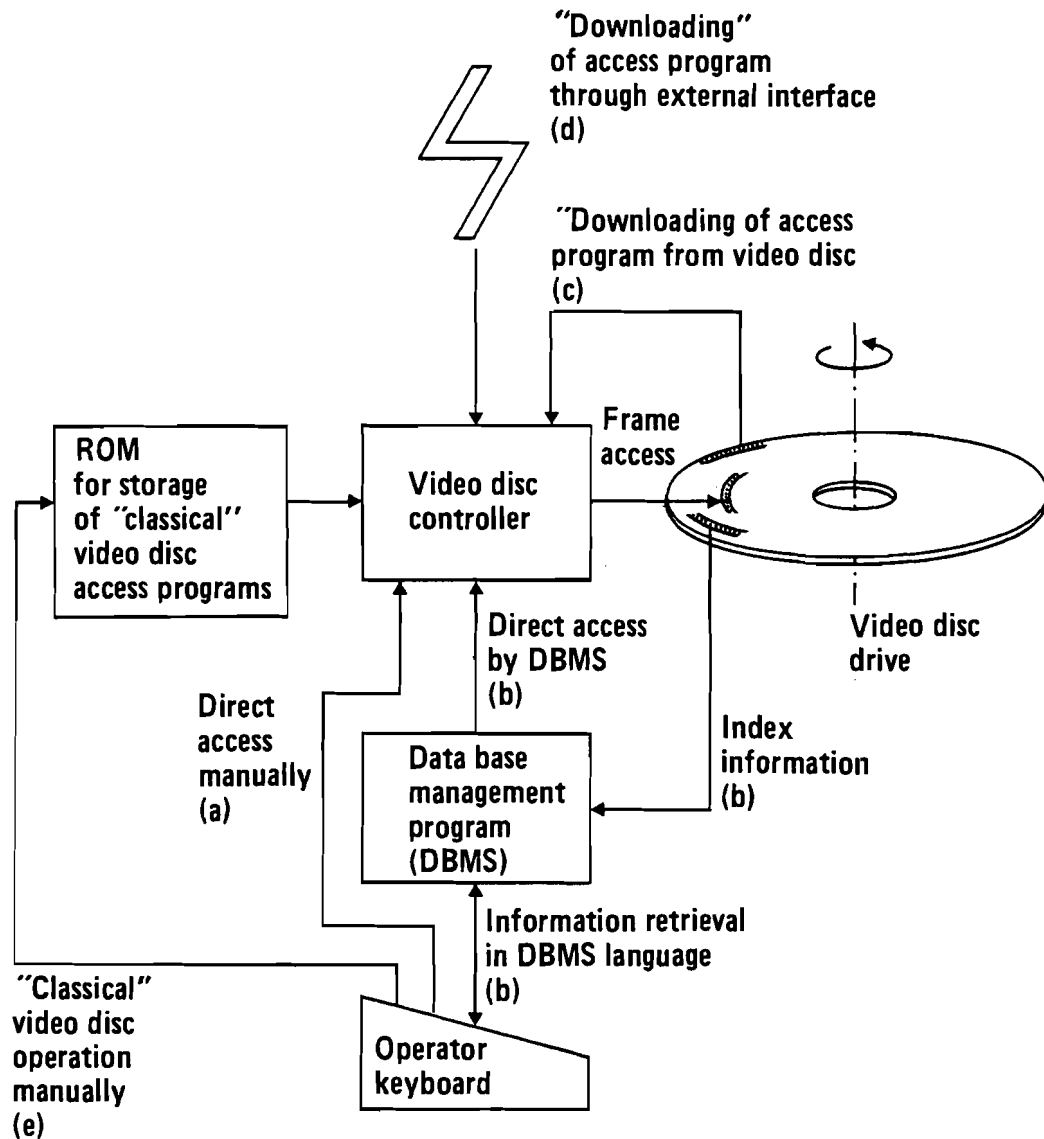 “Downloading”
of access program
through external interface
(d)
“Downloading of access
program from video disc
(c)
Frame
access
ROM
for storage
of “classical”
video disc
access programs
Video disc
controller
Video disc
drive
Direct access
by DBMS
(b)
Direct
access
manually
(a)
Index
information
(b)
Data base
management
program
(DBMS)
Information retrieval
in DBMS language
(b)
“Classical”
video disc
operation
manually
(e)
Operator
keyboard